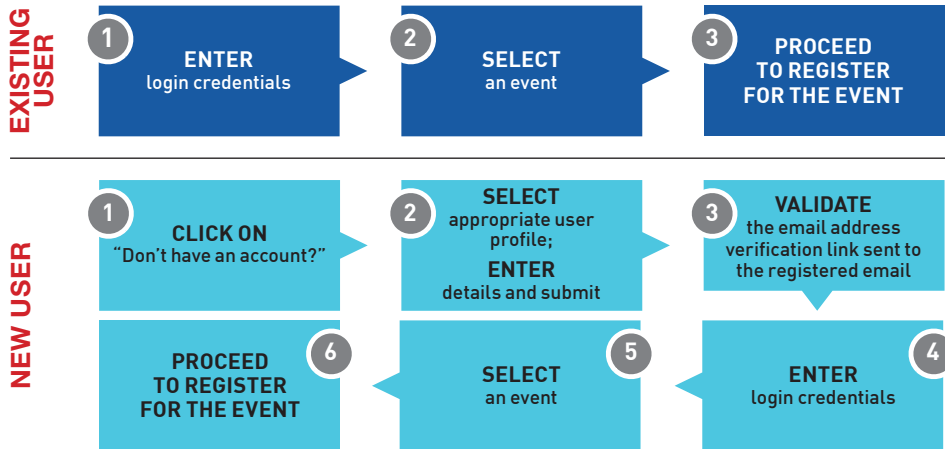 EXISTING
USER
1
ENTER
login credentials
2
SELECT
an event
3
PROCEED
TO REGISTER
FOR THE EVENT
NEW USER
1
CLICK ON
“Don’t have an account?”
2
SELECT
appropriate user
profile;
ENTER
details and submit
3
VALIDATE
the email address
verification link sent to
the registered email
4
ENTER
login credentials
5
SELECT
an event
6
PROCEED
TO REGISTER
FOR THE EVENT